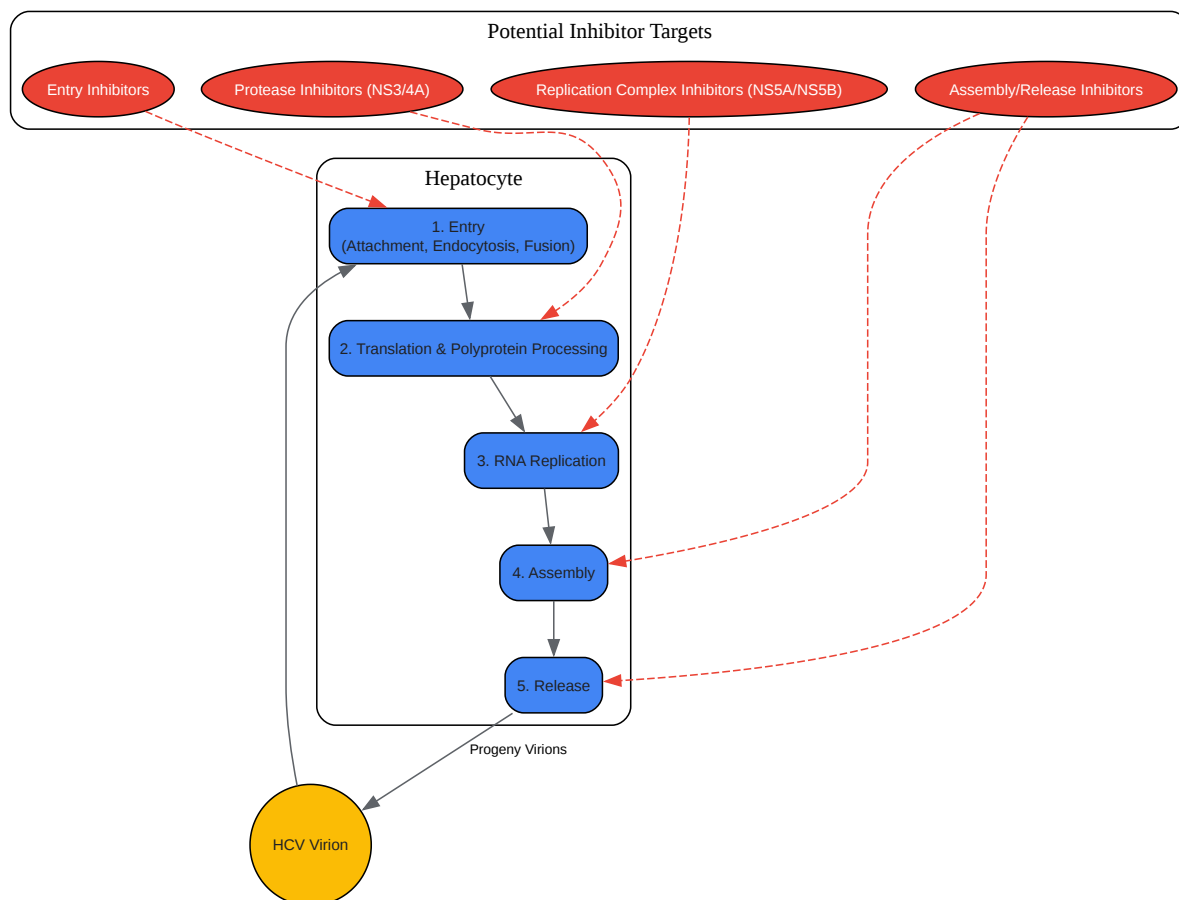 Potential Inhibitor Targets
Entry Inhibitors
Protease Inhibitors (NS3/4A)
Replication Complex Inhibitors (NS5A/NS5B)
Assembly/Release Inhibitors
Hepatocyte
1. Entry
(Attachment, Endocytosis, Fusion)
2. Translation & Polyprotein Processing
3. RNA Replication
4. Assembly
5. Release
Progeny Virions
HCV Virion